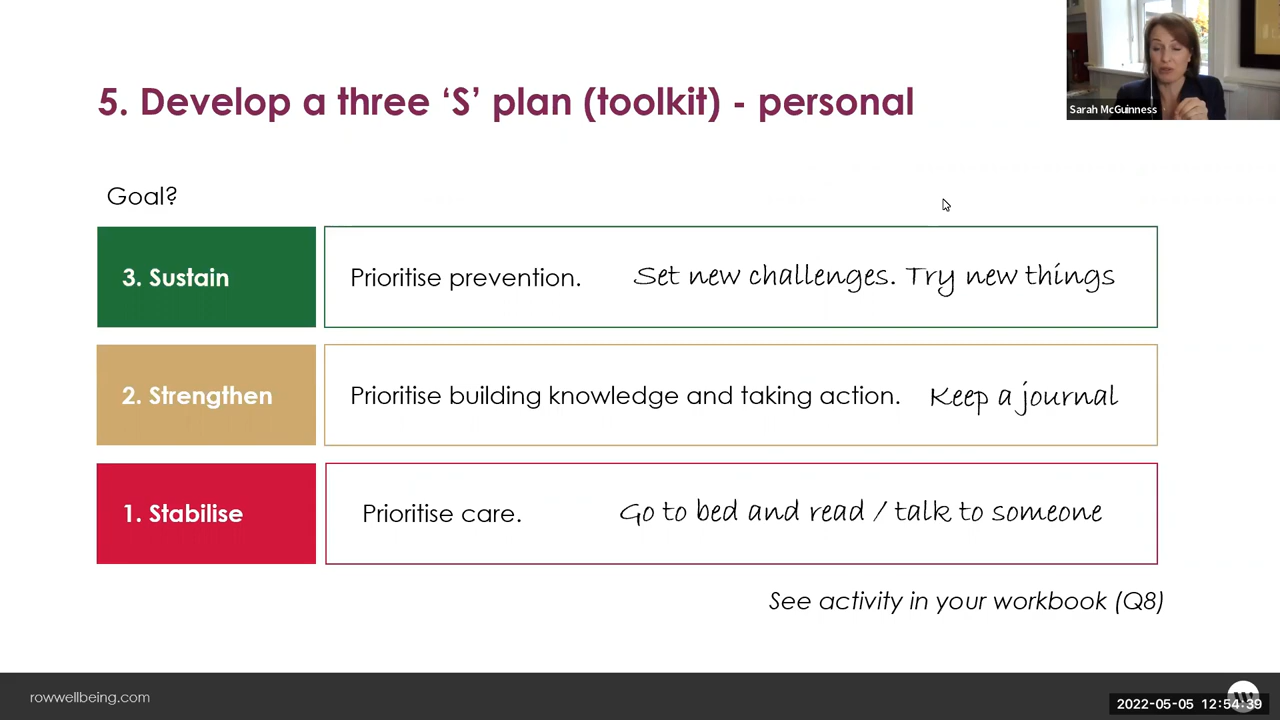 5. Develop a three ‘S’ plan (toolkit) - personal
Sarah McGuinness
Goal?
3. Sustain
Prioritise prevention. Set new challenges. Try new things
2. Strengthen
Prioritise building knowledge and taking action. Keep a journal
1. Stabilise
Prioritise care. Go to bed and read / talk to someone
See activity in your workbook (Q8)
rowwellbeing.com
2022-05-05 12:54:39